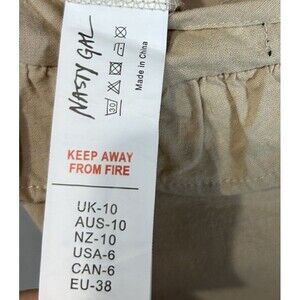 NASTY GAL
30
Made in China
KEEP AWAY
FROM FIRE
UK-10
AUS-10
NZ-10
USA-6
CAN-6
EU-38